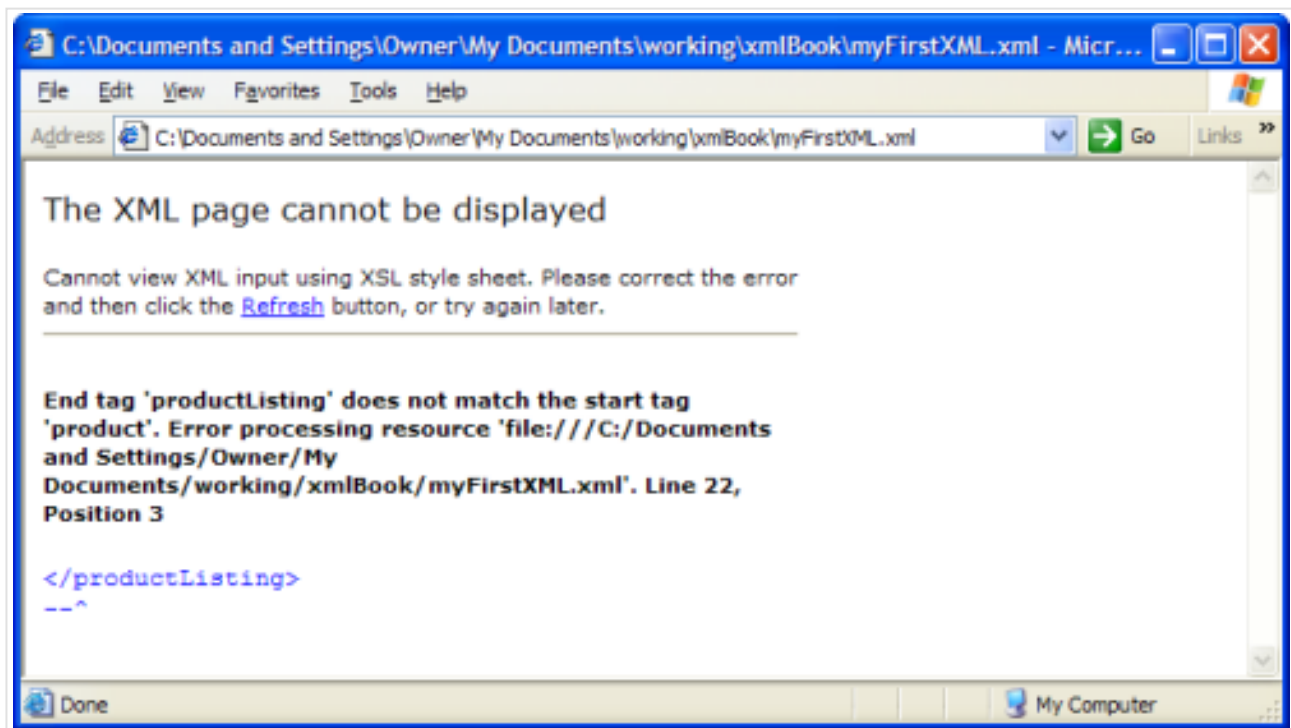 C:\Documents and Settings\Owner\My Documents\working\xmlBook\myFirstXML.xml - Micr...
File Edit View Favorites Tools Help
Address C:\Documents and Settings\Owner\My Documents\working\xmlBook\myFirstXML.xml Go Links »
The XML page cannot be displayed
Cannot view XML input using XSL style sheet. Please correct the error
and then click the Refresh button, or try again later.
End tag 'productListing' does not match the start tag
'product'. Error processing resource 'file:///C:/Documents
and Settings/Owner/My
Documents/working/xmlBook/myFirstXML.xml'. Line 22,
Position 3
</productListing>
--^
Done My Computer